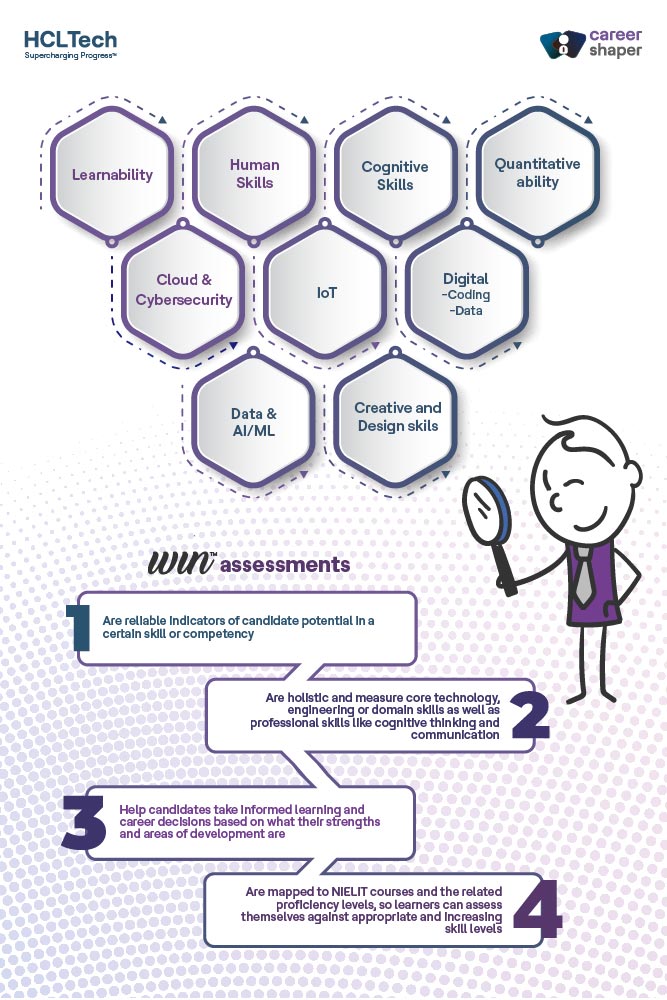 HCLTech
Supercharging Progress™
career
shaper
Learnability
Human
Skills
Cognitive
Skills
Quantitative
ability
Cloud &
Cybersecurity
IoT
Digital
-Coding
-Data
Data &
AI/ML
Creative and
Design skils
win™ assessments
1
Are reliable indicators of candidate potential in a
certain skill or competency
Are holistic and measure core technology,
engineering or domain skills as well as
professional skills like cognitive thinking and
communication
2
3
Help candidates take informed learning and
career decisions based on what their strengths
and areas of development are
Are mapped to NIELIT courses and the related
proficiency levels, so learners can assess
themselves against appropriate and increasing
skill levels
4